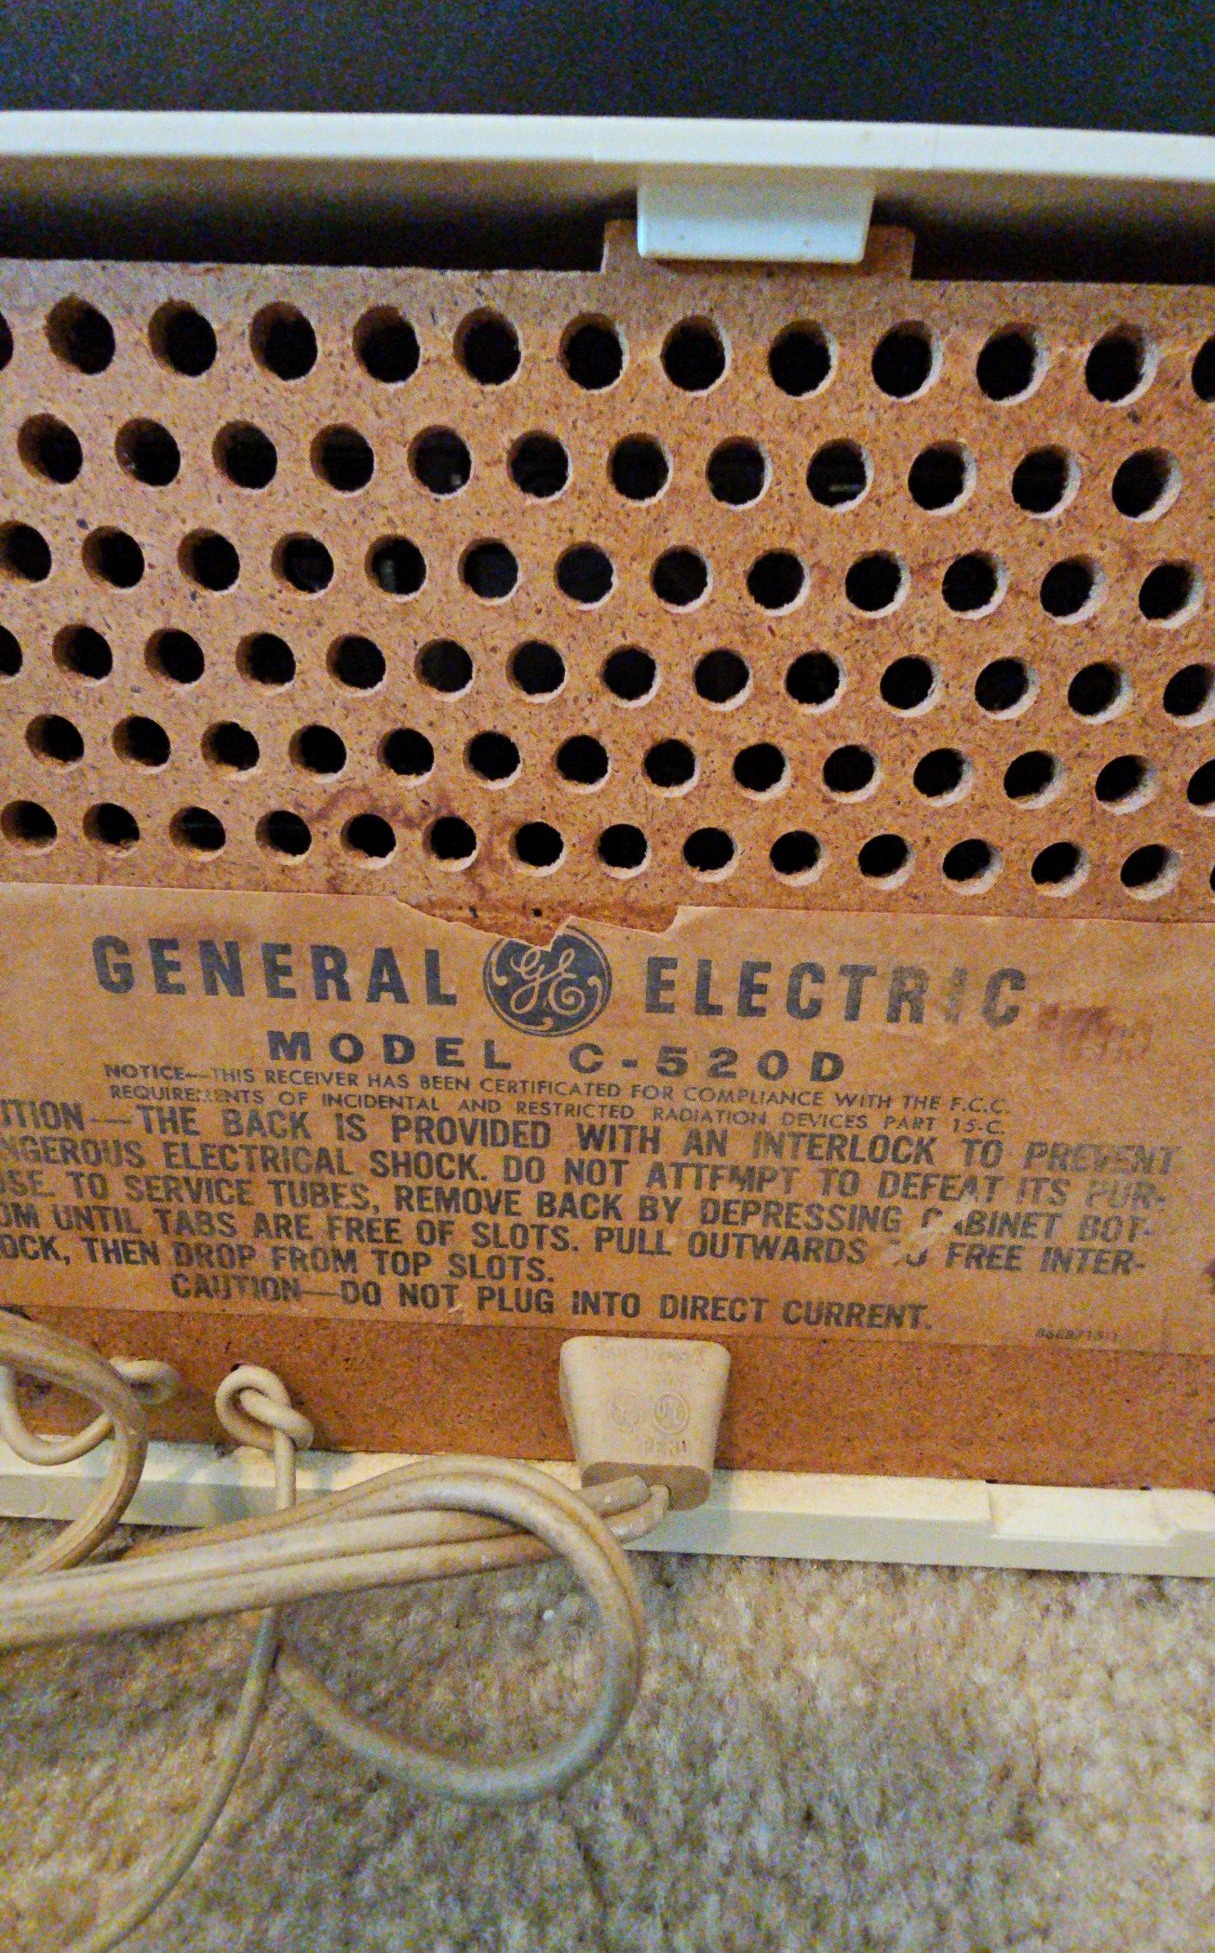 GENERAL GE ELECTRIC
MODEL C-520D
NOTICE—THIS RECEIVER HAS BEEN CERTIFICATED FOR COMPLIANCE WITH THE F.C.C.
REQUIREMENTS OF INCIDENTAL AND RESTRICTED RADIATION DEVICES PART 15-C.
UTION—THE BACK IS PROVIDED WITH AN INTERLOCK TO PREVENT
NGEROUS ELECTRICAL SHOCK. DO NOT ATTEMPT TO DEFEAT ITS PUR-
SE. TO SERVICE TUBES, REMOVE BACK BY DEPRESSING CABINET BOT-
OM UNTIL TABS ARE FREE OF SLOTS. PULL OUTWARDS TO FREE INTER-
OCK, THEN DROP FROM TOP SLOTS.
CAUTION—DO NOT PLUG INTO DIRECT CURRENT.
UL